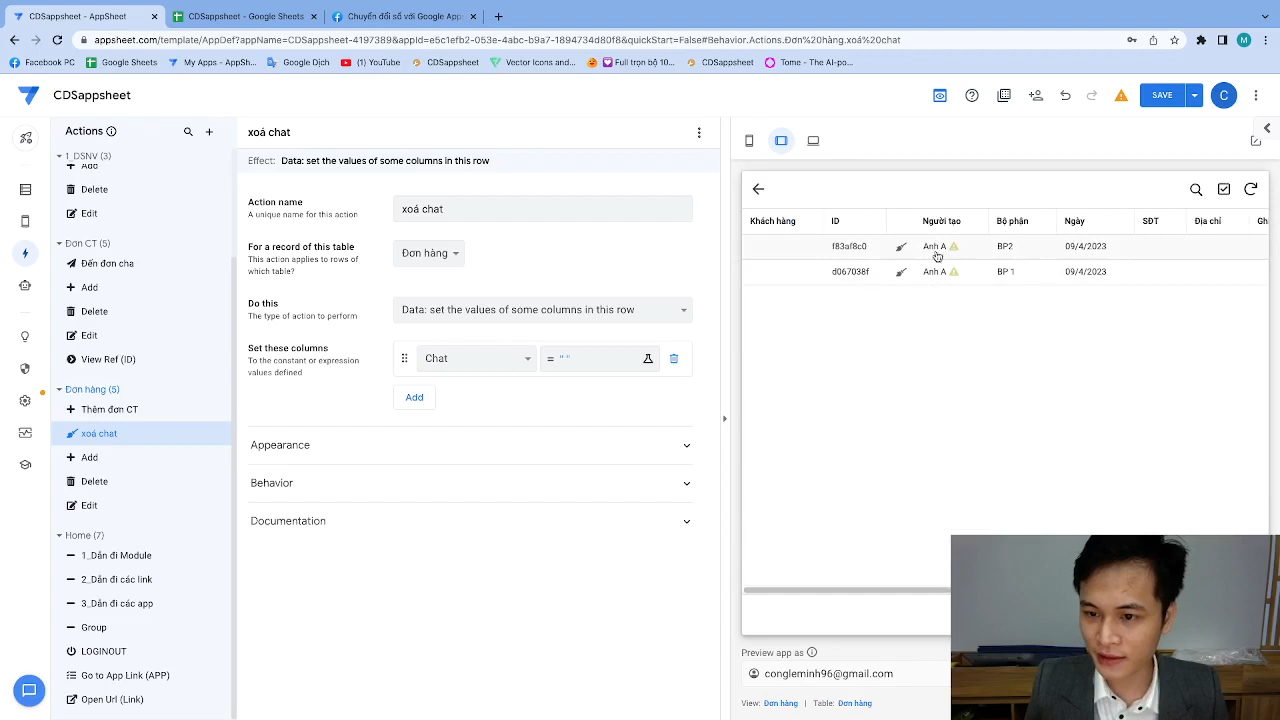 CDSappsheet - AppSheet
CDSappsheet
Chuyển đổi số với Google App
appsheet.com/template/AppDef?appName=CDSappsheet-4197389&appId=e5c1efb2-053e-4abc-b9a7-1894734d80f8&quickStart=False#Behavior.Actions.Đơn%20hàng.xoá%20chat
Facebook PC
Google Sheets
My Apps - AppSh...
Google Dịch
(1) YouTube
CDSappsheet
Vector Icons and...
Full trọn bộ 10...
CDSappsheet
Tome - The AI-po...
CDSappsheet
SAVE
C
Actions
1_DSNV (3)
Add
Delete
Edit
Đơn CT (5)
Đến đơn cha
Add
Delete
Edit
View Ref (ID)
Đơn hàng (5)
Thêm đơn CT
xoá chat
Add
Delete
Edit
Home (7)
1_Dẫn đi Module
2_Dẫn đi các link
3_Dẫn đi các app
Group
LOGINOUT
Go to App Link (APP)
Open Url (Link)
xoá chat
Effect: Data: set the values of some columns in this row
Action name
A unique name for this action
xoá chat
For a record of this table
The action applies to rows of
which table?
Đơn hàng
Do this
The type of action to perform
Data: set the values of some columns in this row
Set these columns
To the constant or expression
values defined
Chat
= " "
Add
Appearance
Behavior
Documentation
Khách hàng ID Người tạo Bộ phận Ngày SĐT Địa chỉ Gh
f83af8c0 Anh A BP2 09/4/2023
d067038f Anh A BP 1 09/4/2023
Preview app as
congleminh96@gmail.com
View: Đơn hàng | Table: Đơn hàng